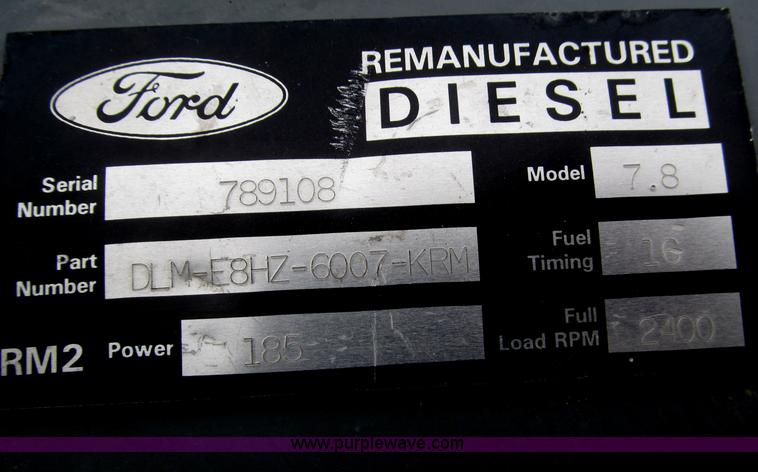 Ford
REMANUFACTURED
DIESEL
Serial Number 789108
Model 7.8
Part Number DLM-E8HZ-6007-KRM
Fuel Timing 16
RM2 Power 185
Full Load RPM 2400
www.purplewave.com